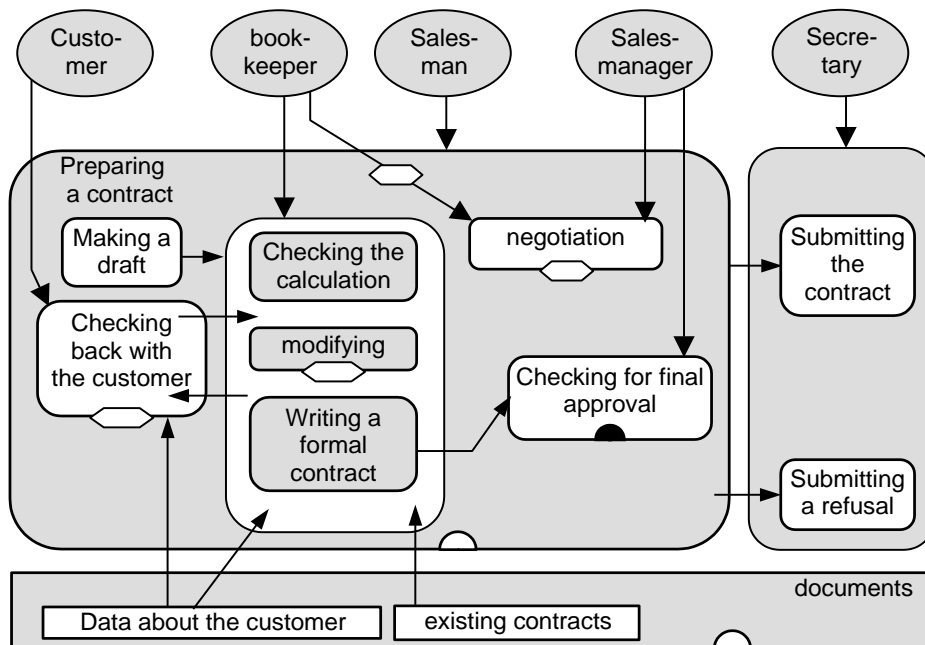 Custo-
mer
book-
keeper
Sales-
man
Sales-
manager
Secre-
tary
Preparing
a contract
Making a
draft
Checking the
calculation
negotiation
Submitting
the
contract
Checking
back with
the customer
modifying
Checking for final
approval
Writing a
formal
contract
Submitting
a refusal
documents
Data about the customer
existing contracts